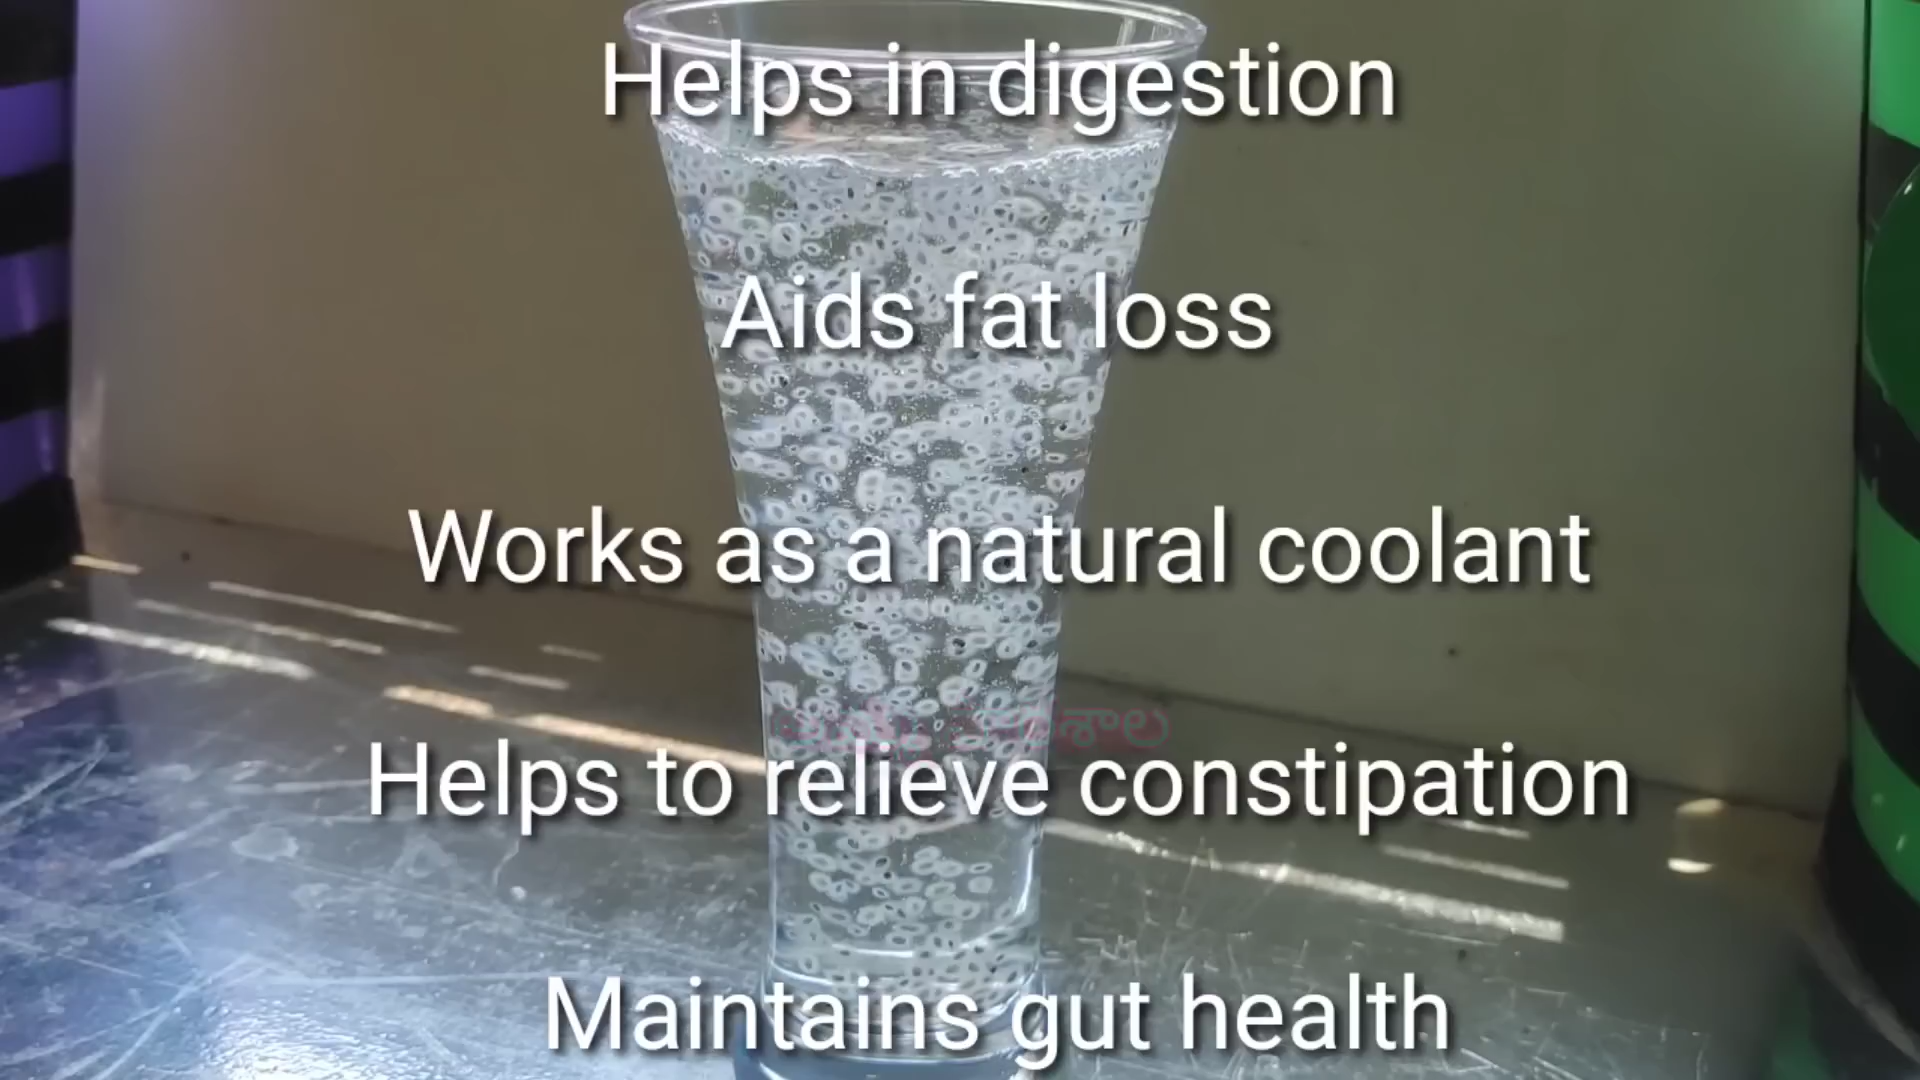 Helps in digestion
Aids fat loss
Works as a natural coolant
Helps to relieve constipation
Maintains gut health